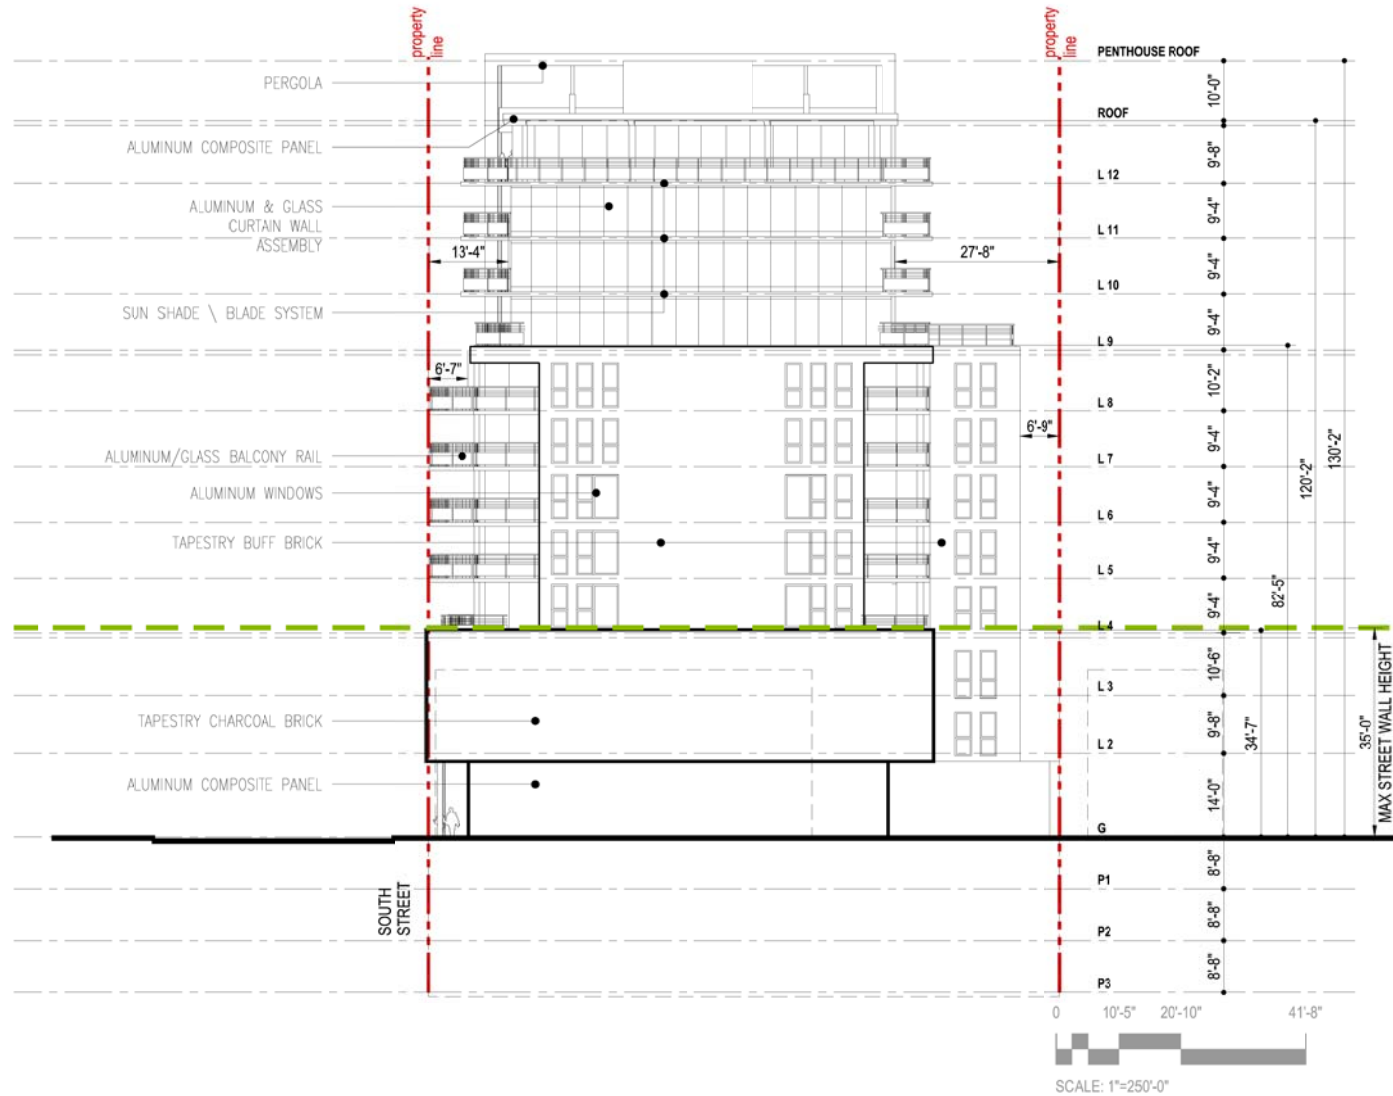 property
line
property
line
PENTHOUSE ROOF
PERGOLA
10'-0"
ROOF
ALUMINUM COMPOSITE PANEL
9'-8"
L 12
ALUMINUM & GLASS
CURTAIN WALL
ASSEMBLY
9'-4"
L 11
13'-4"
27'-8"
9'-4"
L 10
SUN SHADE \ BLADE SYSTEM
9'-4"
L 9
6'-7"
10'-2"
L 8
6'-9"
9'-4"
ALUMINUM/GLASS BALCONY RAIL
L 7
130'-2"
120'-2"
ALUMINUM WINDOWS
9'-4"
L 6
TAPESTRY BUFF BRICK
9'-4"
L 5
82'-5"
9'-4"
L 4
10'-6"
L 3
TAPESTRY CHARCOAL BRICK
9'-8"
34'-7"
35'-0"
MAX STREET WALL HEIGHT
L 2
ALUMINUM COMPOSITE PANEL
14'-0"
G
8'-8"
P1
SOUTH
STREET
8'-8"
P2
8'-8"
P3
0 10'-5" 20'-10" 41'-8"
SCALE: 1"=250'-0"